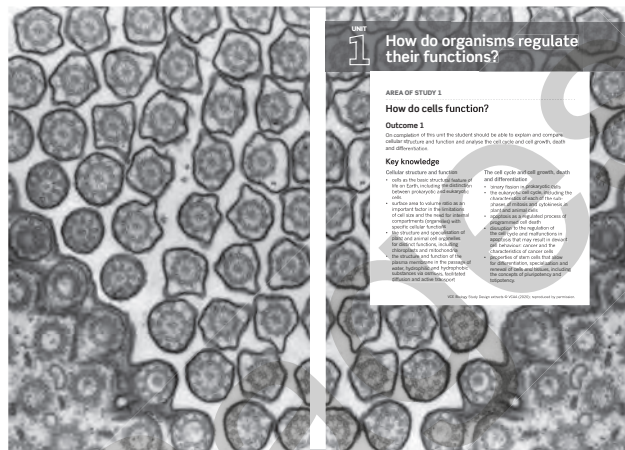 UNIT
1
How do organisms regulate
their functions?
AREA OF STUDY 1
How do cells function?
Outcome 1
On completion of this unit the student should be able to explain and compare
cellular structure and function and analyse the cell cycle and cell growth, death
and differentiation.
Key knowledge
Cellular structure and function
• cells as the basic structural feature of
life on Earth, including the distinction
between prokaryotic and eukaryotic
cells
• surface area to volume ratio as an
important factor in the limitations
of cell size and the need for internal
compartments (organelles) with
specific cellular functions
• the structure and specialisation of
plant and animal cell organelles
for distinct functions, including
chloroplasts and mitochondria
• the structure and function of the
plasma membrane in the passage of
water, hydrophilic and hydrophobic
substances via osmosis, facilitated
diffusion and active transport
The cell cycle and cell growth, death
and differentiation
• binary fission in prokaryotic cells
• the eukaryotic cell cycle, including the
characteristics of each of the sub-
phases of mitosis and cytokinesis in
plant and animal cells
• apoptosis as a regulated process of
programmed cell death
• disruption to the regulation of
the cell cycle and malfunctions in
apoptosis that may result in deviant
cell behaviour: cancer and the
characteristics of cancer cells
• properties of stem cells that allow
for differentiation, specialisation and
renewal of cells and tissues, including
the concepts of pluripotency and
totipotency.
VCE Biology Study Design extracts © VCAA (2020); reproduced by permission.